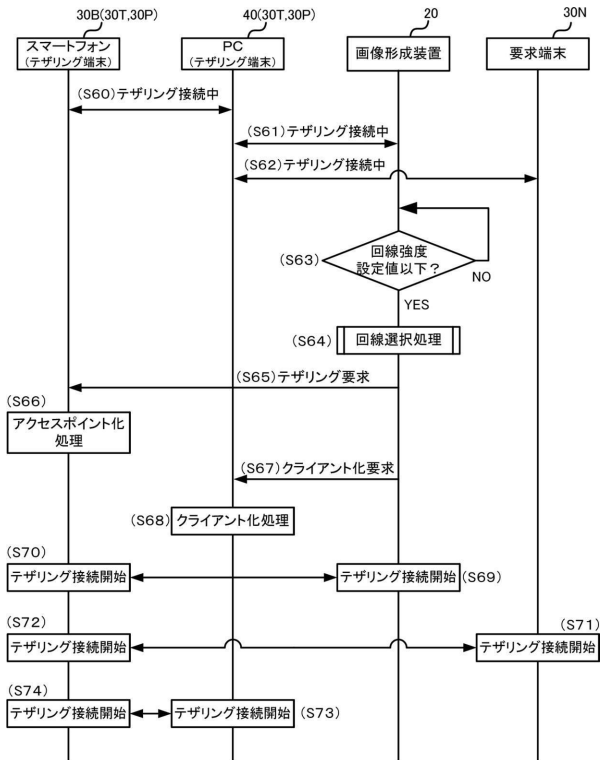 30B(30T,30P)
40(30T,30P)
20
30N
スマートフォン
(テザリング端末)
PC
(テザリング端末)
画像形成装置
要求端末
(S60)テザリング接続中
(S61)テザリング接続中
(S62)テザリング接続中
(S63)
回線強度
設定値以下?
NO
YES
(S64)
回線選択処理
(S65)テザリング要求
(S66)
アクセスポイント化
処理
(S67)クライアント化要求
(S68)
クライアント化処理
(S70)
テザリング接続開始
テザリング接続開始
(S69)
(S72)
テザリング接続開始
(S71)
テザリング接続開始
(S74)
テザリング接続開始
テザリング接続開始
(S73)